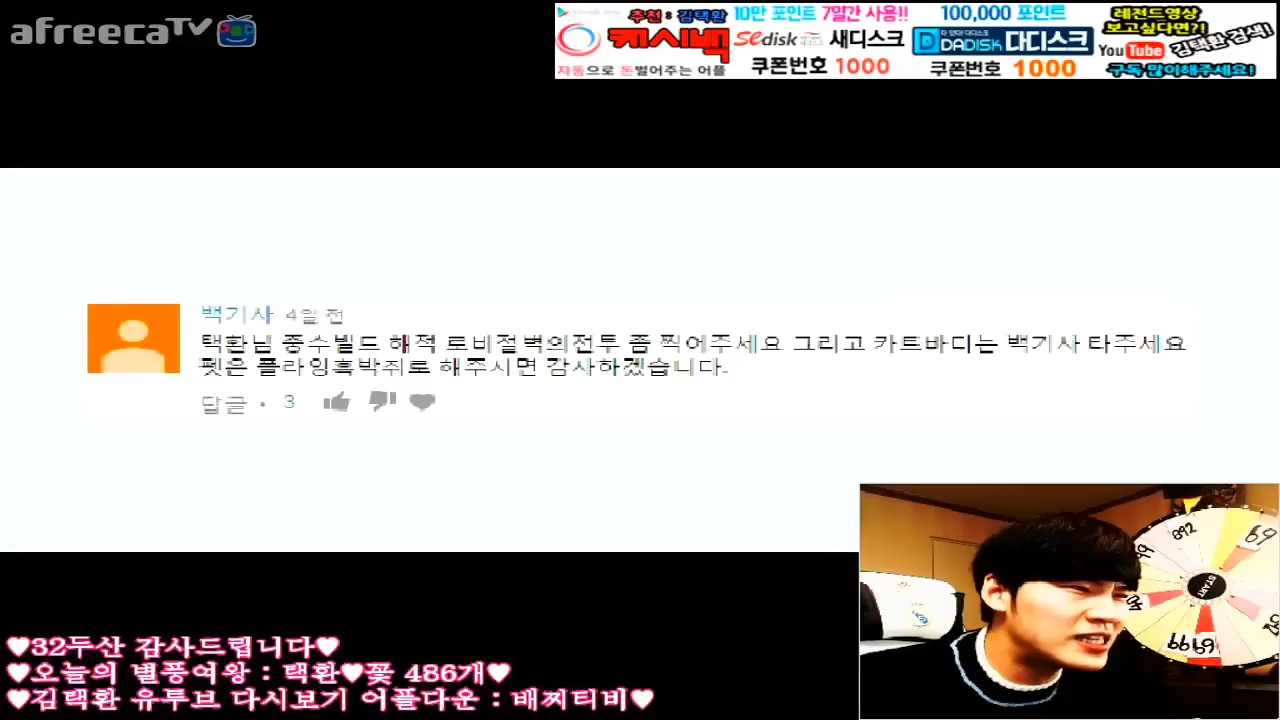 afreecaTV
추천 : 김택환
캐시백
자동으로 돈벌어주는 어플
10만 포인트 7일간 사용!!
Sedisk 새디스크
쿠폰번호 1000
100,000 포인트
DADISK 다디스크
쿠폰번호 1000
레전드영상
보고싶다면?!
YouTube 김택환 검색!
구독 많이해주세요!
백기사 4일 전
택환님 종수빌드 해적 로비절벽의전투 좀 찍어주세요 그리고 카트바디는 백기사 타주세요
펫은 플라잉흑박쥐로 해주시면 감사하겠습니다.
답글 · 3
892
69
START
6969
♥32두산 감사드립니다♥
♥오늘의 별풍여왕 : 택환♥꽃 486개♥
♥김택환 유투브 다시보기 어플다운 : 배찌티비♥